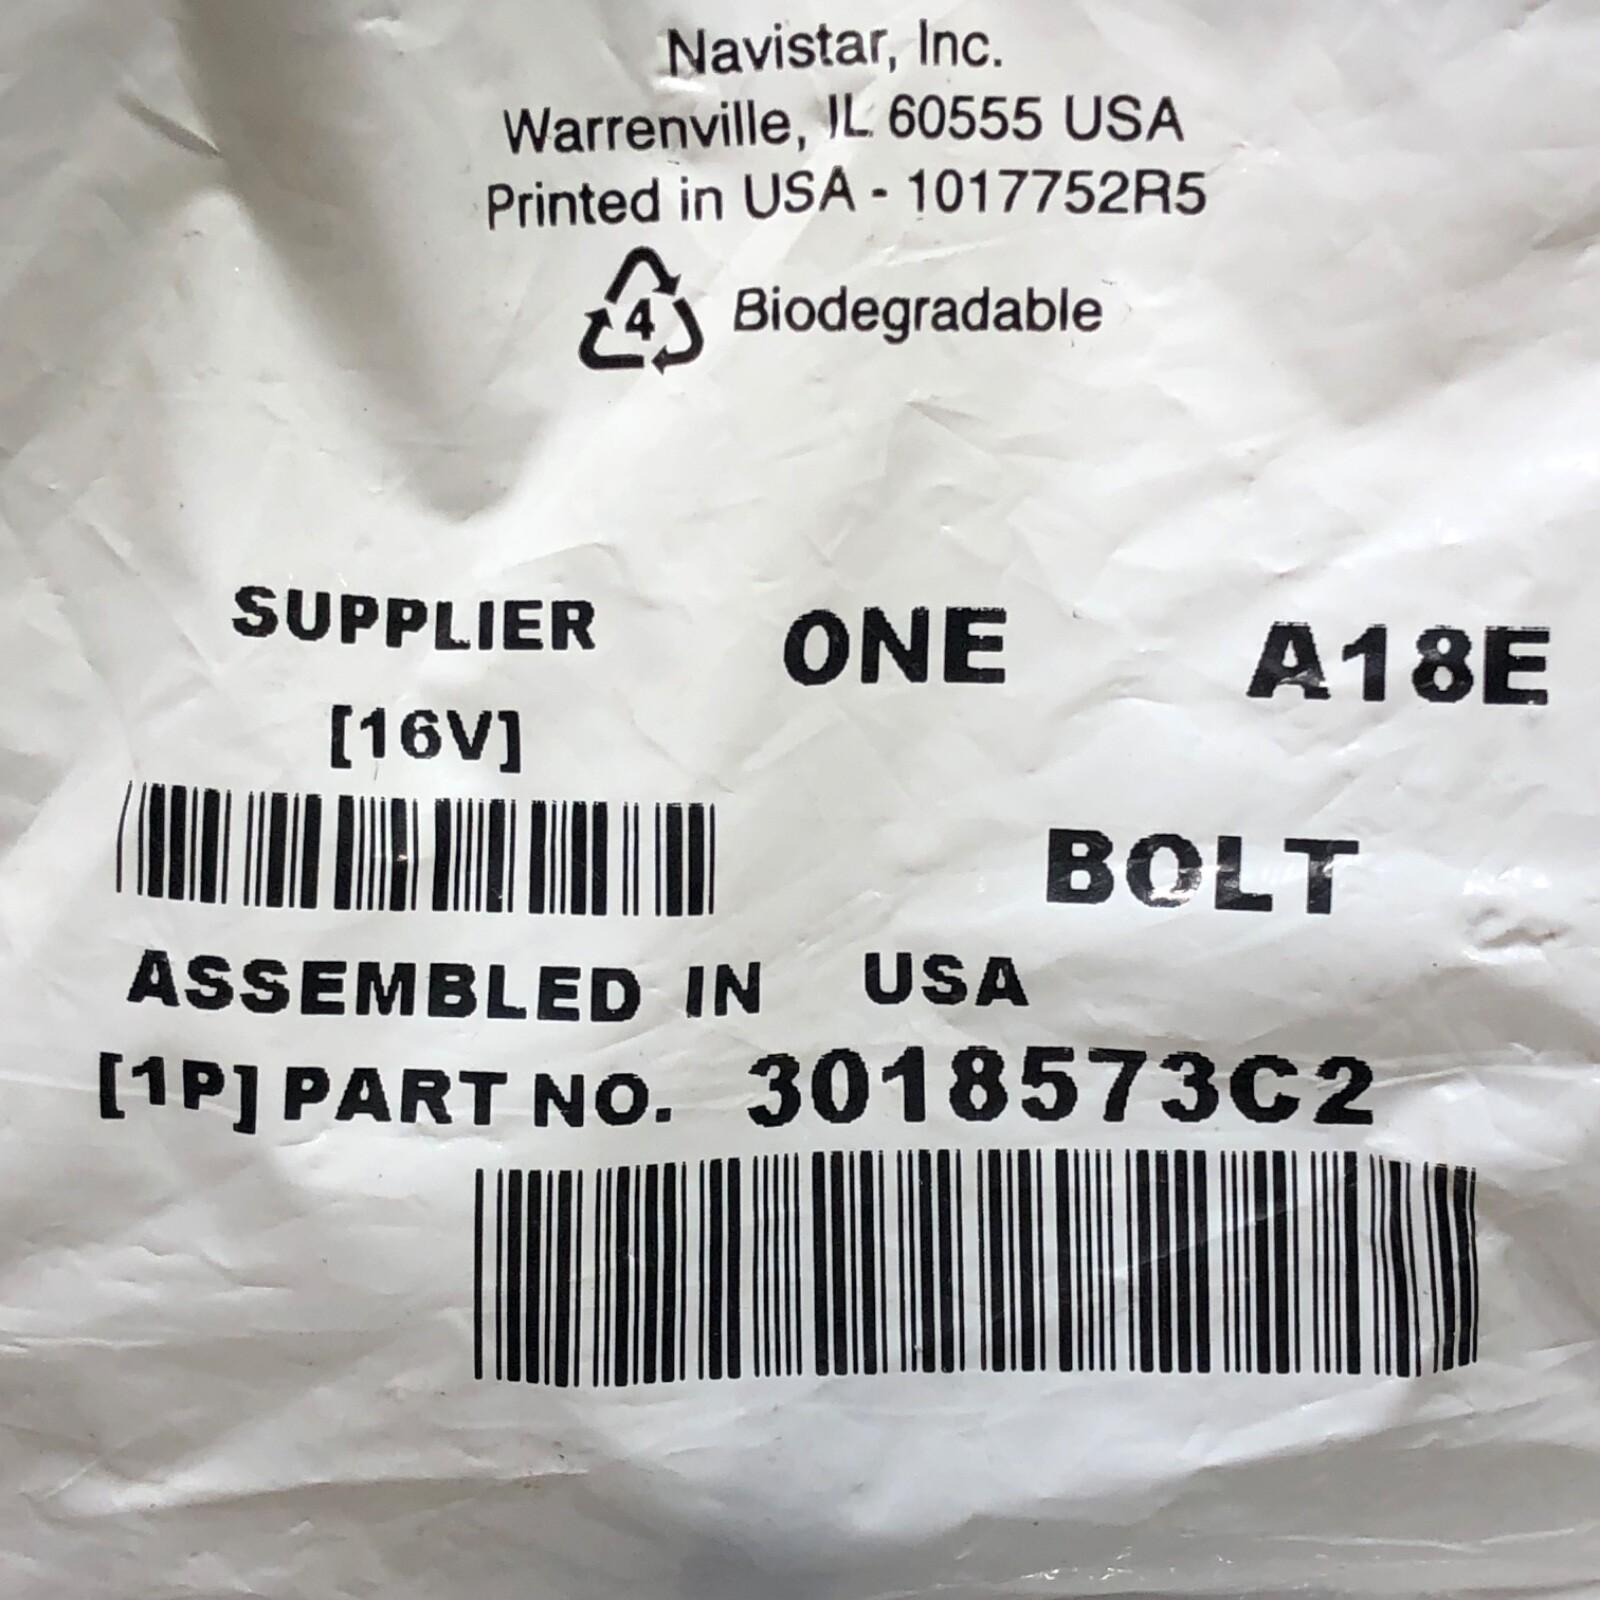 Navistar, Inc.
Warrenville, IL 60555 USA
Printed in USA - 1017752R5
4 Biodegradable
SUPPLIER ONE A18E
[16V]
BOLT
ASSEMBLED IN USA
[1P] PART NO. 3018573C2